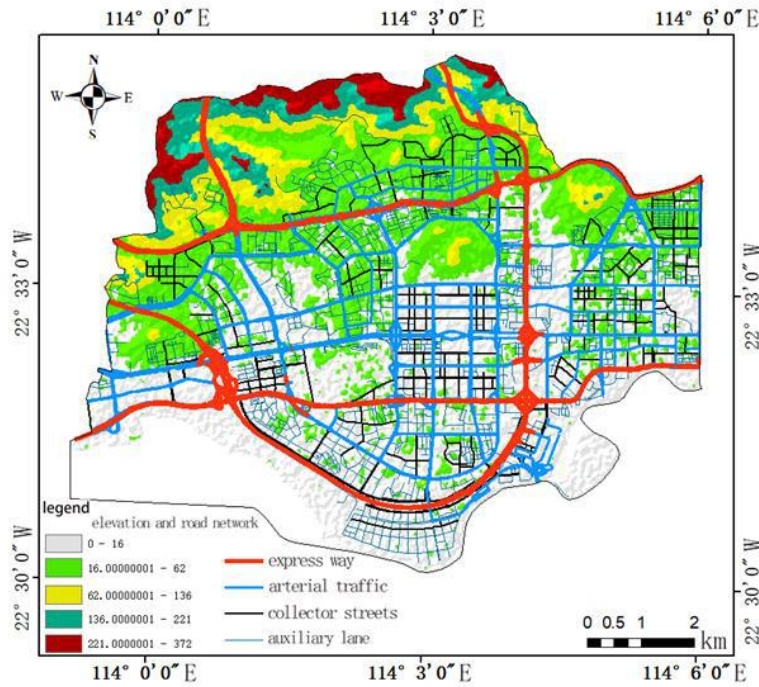 114° 0′0″E 114° 3′0″E 114° 6′0″E
N
W E
S
22° 33′0″W
22° 33′0″W
22° 30′0″W
22° 30′0″W
legend
elevation and road network
0 - 16
16.00000001 - 62
62.0000001 - 136
136.0000001 - 221
221.0000001 - 372
express way
arterial traffic
collector streets
auxiliary lane
0 0.5 1 2
km
114° 0′0″E 114° 3′0″E 114° 6′0″E